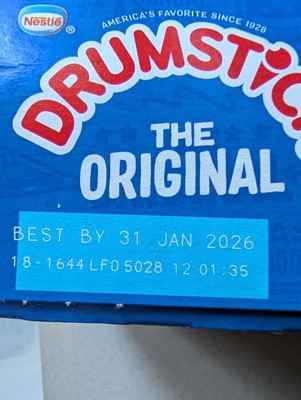 Nestlé®
AMERICA'S FAVORITE SINCE 1928
DRUMSTICK
THE
ORIGINAL
BEST BY 31 JAN 2026
18-1644 LF0 5028 12 01:35